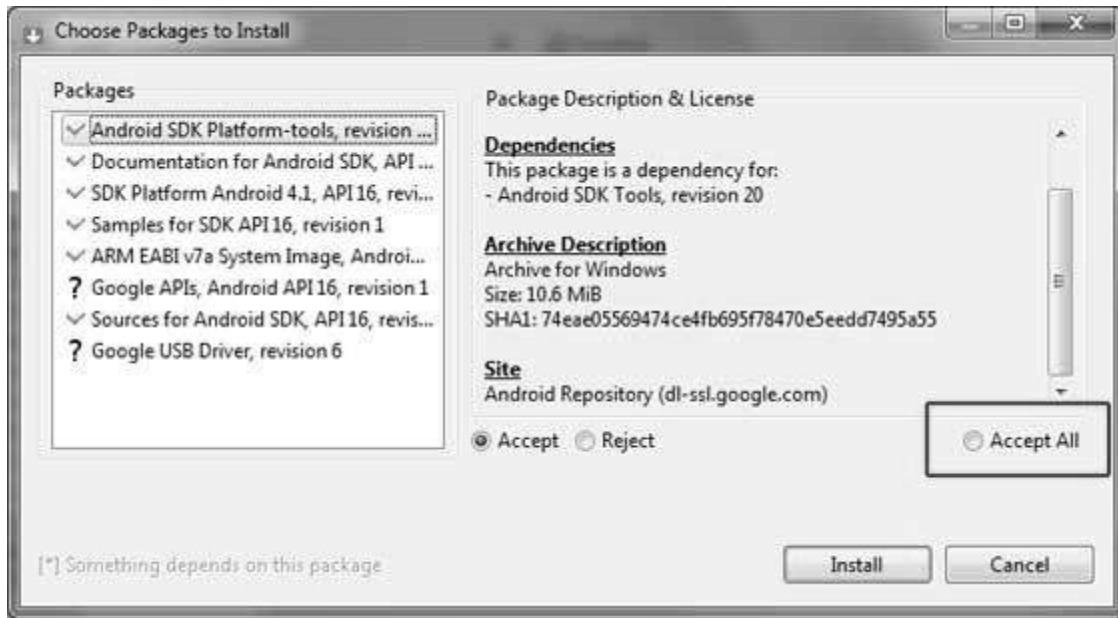 Choose Packages to Install
Packages
Android SDK Platform-tools, revision ...
Documentation for Android SDK, API ...
SDK Platform Android 4.1, API 16, revi...
Samples for SDK API 16, revision 1
ARM EABI v7a System Image, Androi...
? Google APIs, Android API 16, revision 1
Sources for Android SDK, API 16, revis...
? Google USB Driver, revision 6
Package Description & License
Dependencies
This package is a dependency for:
- Android SDK Tools, revision 20
Archive Description
Archive for Windows
Size: 10.6 MiB
SHA1: 74eae05569474ce4fb695f78470e5eedd7495a55
Site
Android Repository (dl-ssl.google.com)
Accept Reject Accept All
[*] Something depends on this package
Install Cancel